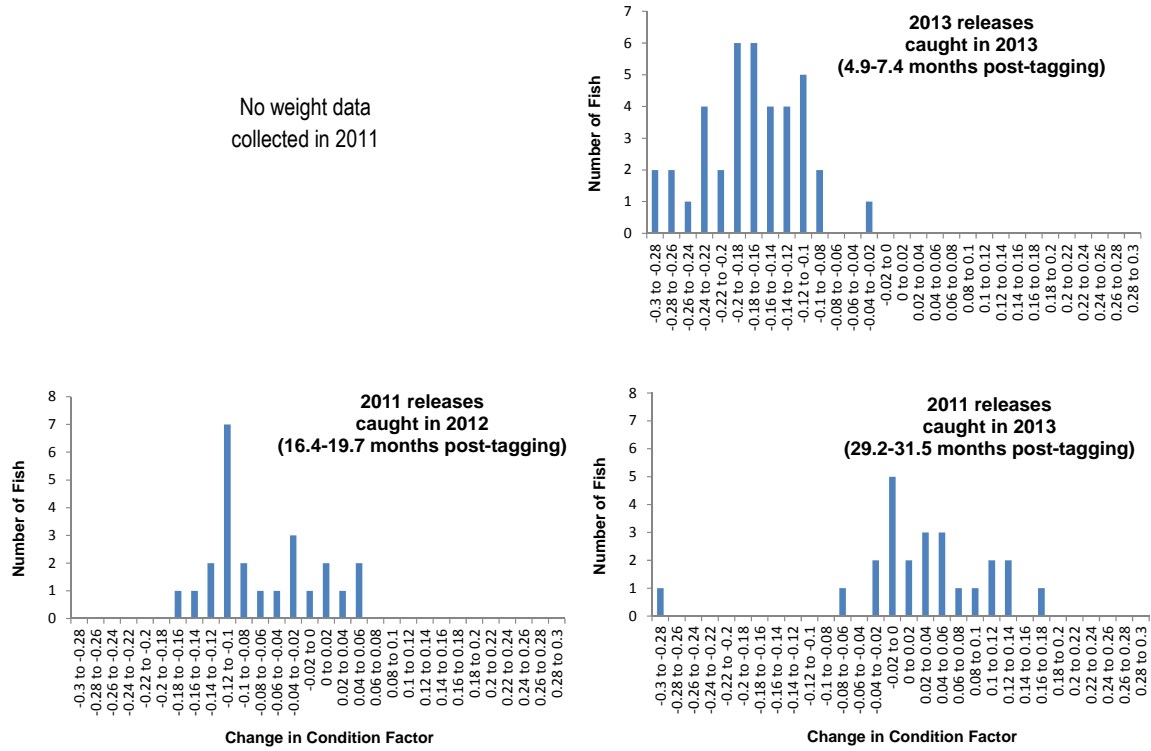 No weight data
collected in 2011
2013 releases
caught in 2013
(4.9-7.4 months post-tagging)
Number of Fish
7
6
5
4
3
2
1
0
-0.3 to -0.28
-0.28 to -0.26
-0.26 to -0.24
-0.24 to -0.22
-0.22 to -0.2
-0.2 to -0.18
-0.18 to -0.16
-0.16 to -0.14
-0.14 to -0.12
-0.12 to -0.1
-0.1 to -0.08
-0.08 to -0.06
-0.06 to -0.04
-0.04 to -0.02
-0.02 to 0
0 to 0.02
0.02 to 0.04
0.04 to 0.06
0.06 to 0.08
0.08 to 0.1
0.1 to 0.12
0.12 to 0.14
0.14 to 0.16
0.16 to 0.18
0.18 to 0.2
0.2 to 0.22
0.22 to 0.24
0.24 to 0.26
0.26 to 0.28
0.28 to 0.3
2011 releases
caught in 2012
(16.4-19.7 months post-tagging)
Number of Fish
8
7
6
5
4
3
2
1
0
-0.3 to -0.28
-0.28 to -0.26
-0.26 to -0.24
-0.24 to -0.22
-0.22 to -0.2
-0.2 to -0.18
-0.18 to -0.16
-0.16 to -0.14
-0.14 to -0.12
-0.12 to -0.1
-0.1 to -0.08
-0.08 to -0.06
-0.06 to -0.04
-0.04 to -0.02
-0.02 to 0
0 to 0.02
0.02 to 0.04
0.04 to 0.06
0.06 to 0.08
0.08 to 0.1
0.1 to 0.12
0.12 to 0.14
0.14 to 0.16
0.16 to 0.18
0.18 to 0.2
0.2 to 0.22
0.22 to 0.24
0.24 to 0.26
0.26 to 0.28
0.28 to 0.3
Change in Condition Factor
2011 releases
caught in 2013
(29.2-31.5 months post-tagging)
Number of Fish
8
7
6
5
4
3
2
1
0
-0.3 to -0.28
-0.28 to -0.26
-0.26 to -0.24
-0.24 to -0.22
-0.22 to -0.2
-0.2 to -0.18
-0.18 to -0.16
-0.16 to -0.14
-0.14 to -0.12
-0.12 to -0.1
-0.1 to -0.08
-0.08 to -0.06
-0.06 to -0.04
-0.04 to -0.02
-0.02 to 0
0 to 0.02
0.02 to 0.04
0.04 to 0.06
0.06 to 0.08
0.08 to 0.1
0.1 to 0.12
0.12 to 0.14
0.14 to 0.16
0.16 to 0.18
0.18 to 0.2
0.2 to 0.22
0.22 to 0.24
0.24 to 0.26
0.26 to 0.28
0.28 to 0.3
Change in Condition Factor